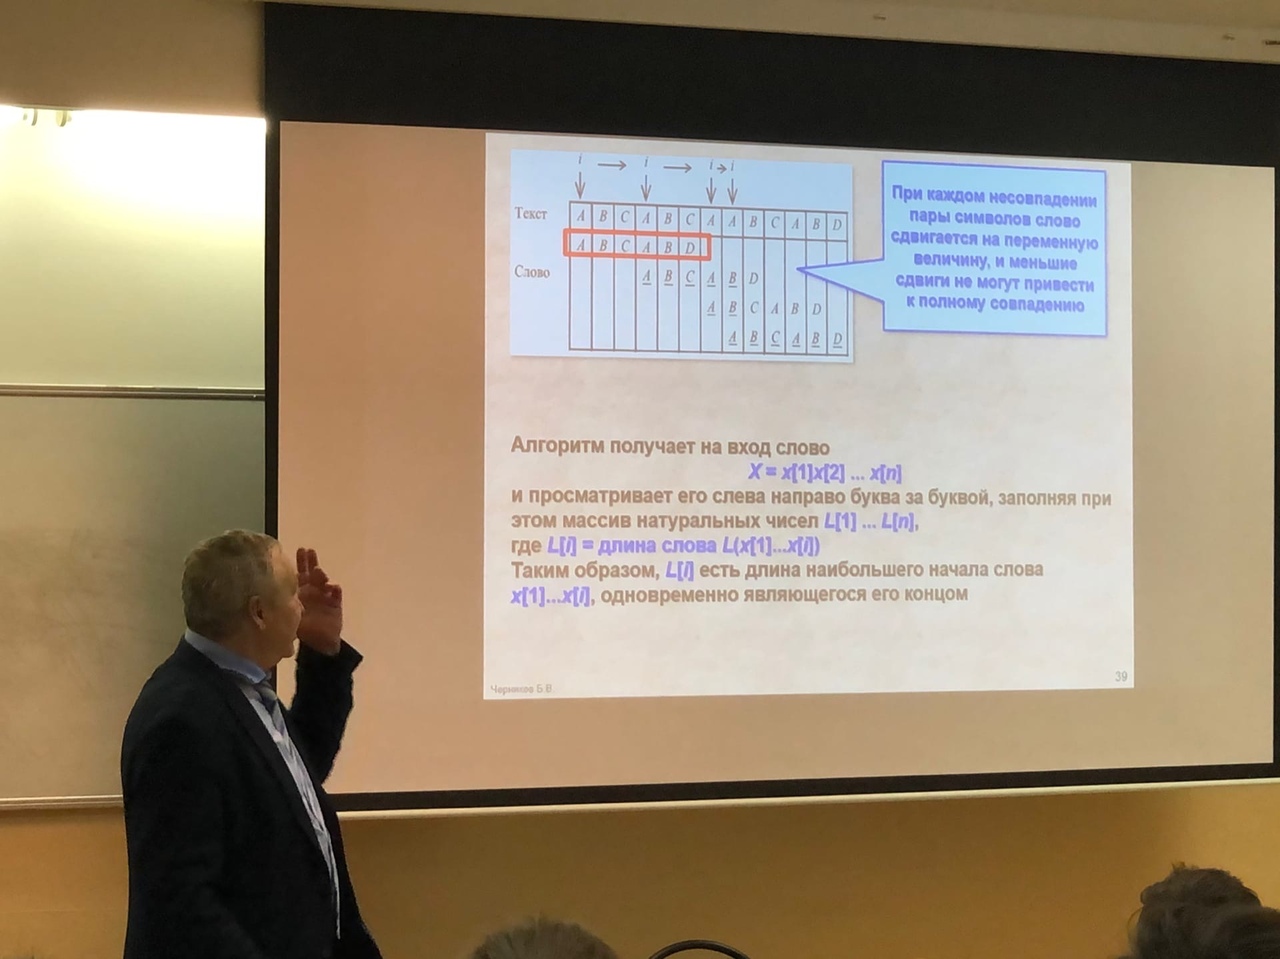 i → i → i → i
Текст A B C A B C A A B C A B D
A B C A B D
Слово A B C A B D
A B C A B D
A B C A B D
При каждом несовпадении
пары символов слово
сдвигается на переменную
величину, и меньшие
сдвиги не могут привести
к полному совпадению
Алгоритм получает на вход слово
X = x[1]x[2] ... x[n]
и просматривает его слева направо буква за буквой, заполняя при
этом массив натуральных чисел L[1] ... L[n],
где L[i] = длина слова L(x[1]...x[i])
Таким образом, L[i] есть длина наибольшего начала слова
x[1]...x[i], одновременно являющегося его концом
Черников Б.В.
39